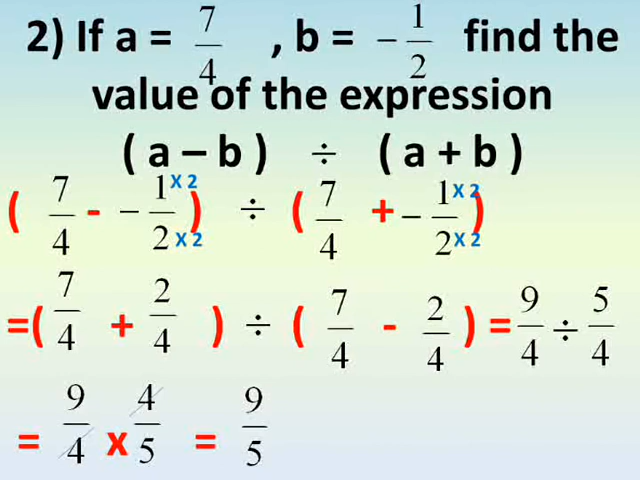 2) If a = 7/4 , b = − 1/2 find the
value of the expression
( a – b ) ÷ ( a + b )
( 7/4 - − 1/2 X 2 X 2 ) ÷ ( 7/4 + − 1/2 X 2 X 2 )
=( 7/4 + 2/4 ) ÷ ( 7/4 - 2/4 ) = 9/4 ÷ 5/4
= 9/4 x 4/5 = 9/5